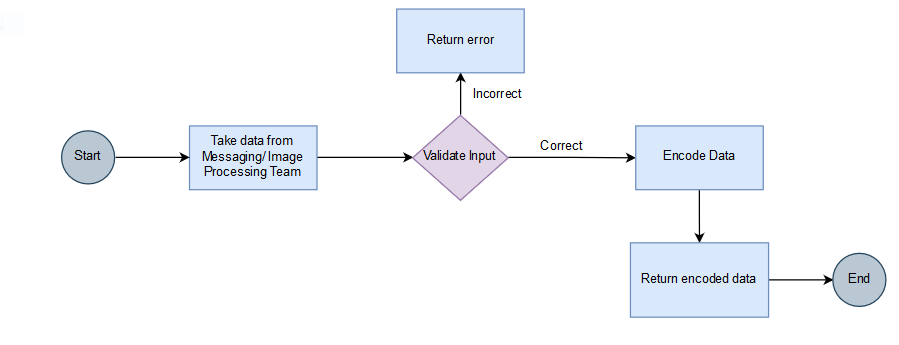 Return error
Incorrect
Start
Take data from
Messaging/ Image
Processing Team
Validate Input
Correct
Encode Data
Return encoded data
End